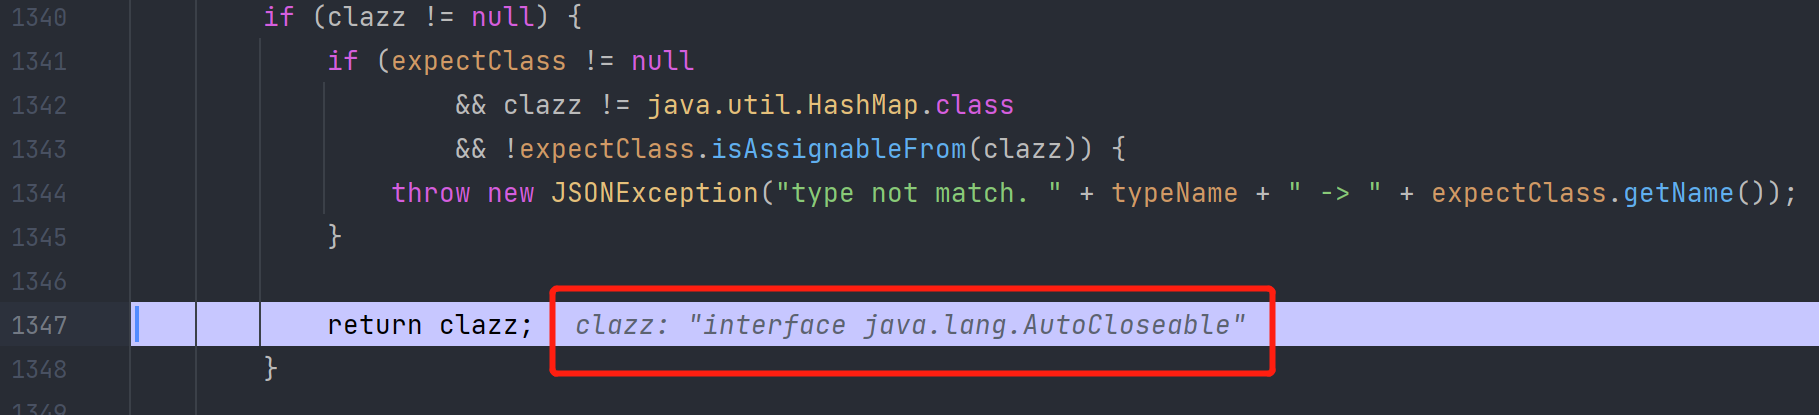 1340 if (clazz != null) {
1341 if (expectClass != null
1342 && clazz != java.util.HashMap.class
1343 && !expectClass.isAssignableFrom(clazz)) {
1344 throw new JSONException("type not match. " + typeName + " -> " + expectClass.getName());
1345 }
1346
1347 return clazz; clazz: "interface java.lang.AutoCloseable"
1348 }
1349